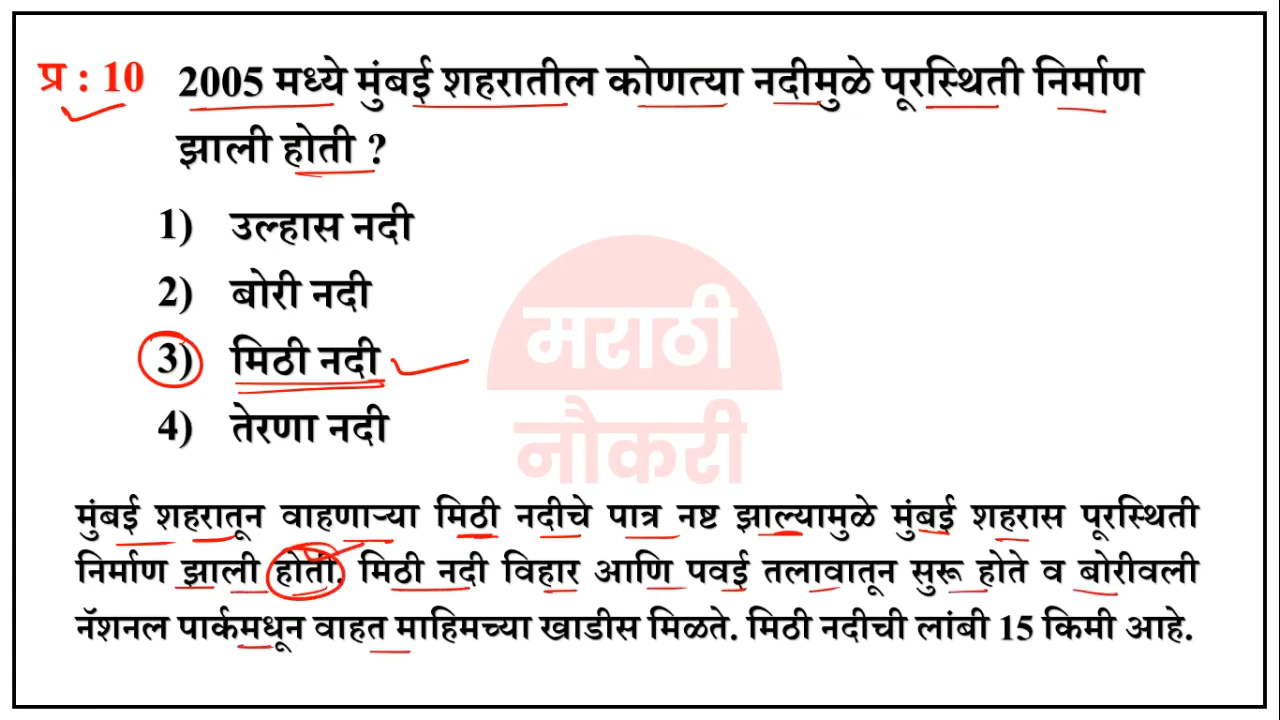 प्र : 10 2005 मध्ये मुंबई शहरातील कोणत्या नदीमुळे पूरस्थिती निर्माण
झाली होती ?
1) उल्हास नदी
2) बोरी नदी
3) मिठी नदी
4) तेरणा नदी
मराठी
नौकरी
मुंबई शहरातून वाहणाऱ्या मिठी नदीचे पात्र नष्ट झाल्यामुळे मुंबई शहरास पूरस्थिती
निर्माण झाली होती. मिठी नदी विहार आणि पवई तलावातून सुरू होते व बोरीवली
नॅशनल पार्कमधून वाहत माहिमच्या खाडीस मिळते. मिठी नदीची लांबी 15 किमी आहे.